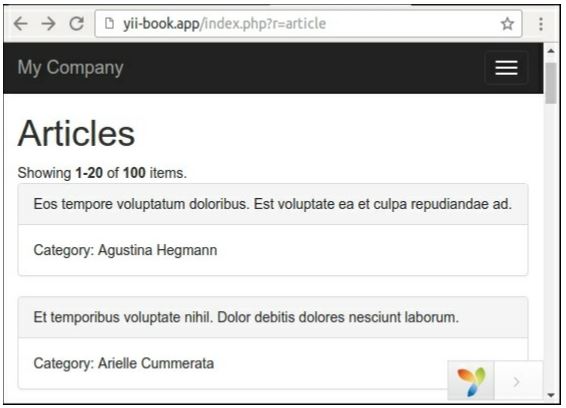 yii-book.app/index.php?r=article
My Company
Articles
Showing 1-20 of 100 items.
Eos tempore voluptatum doloribus. Est voluptate ea et culpa repudiandae ad.
Category: Agustina Hegmann
Et temporibus voluptate nihil. Dolor debitis dolores nesciunt laborum.
Category: Arielle Cummerata